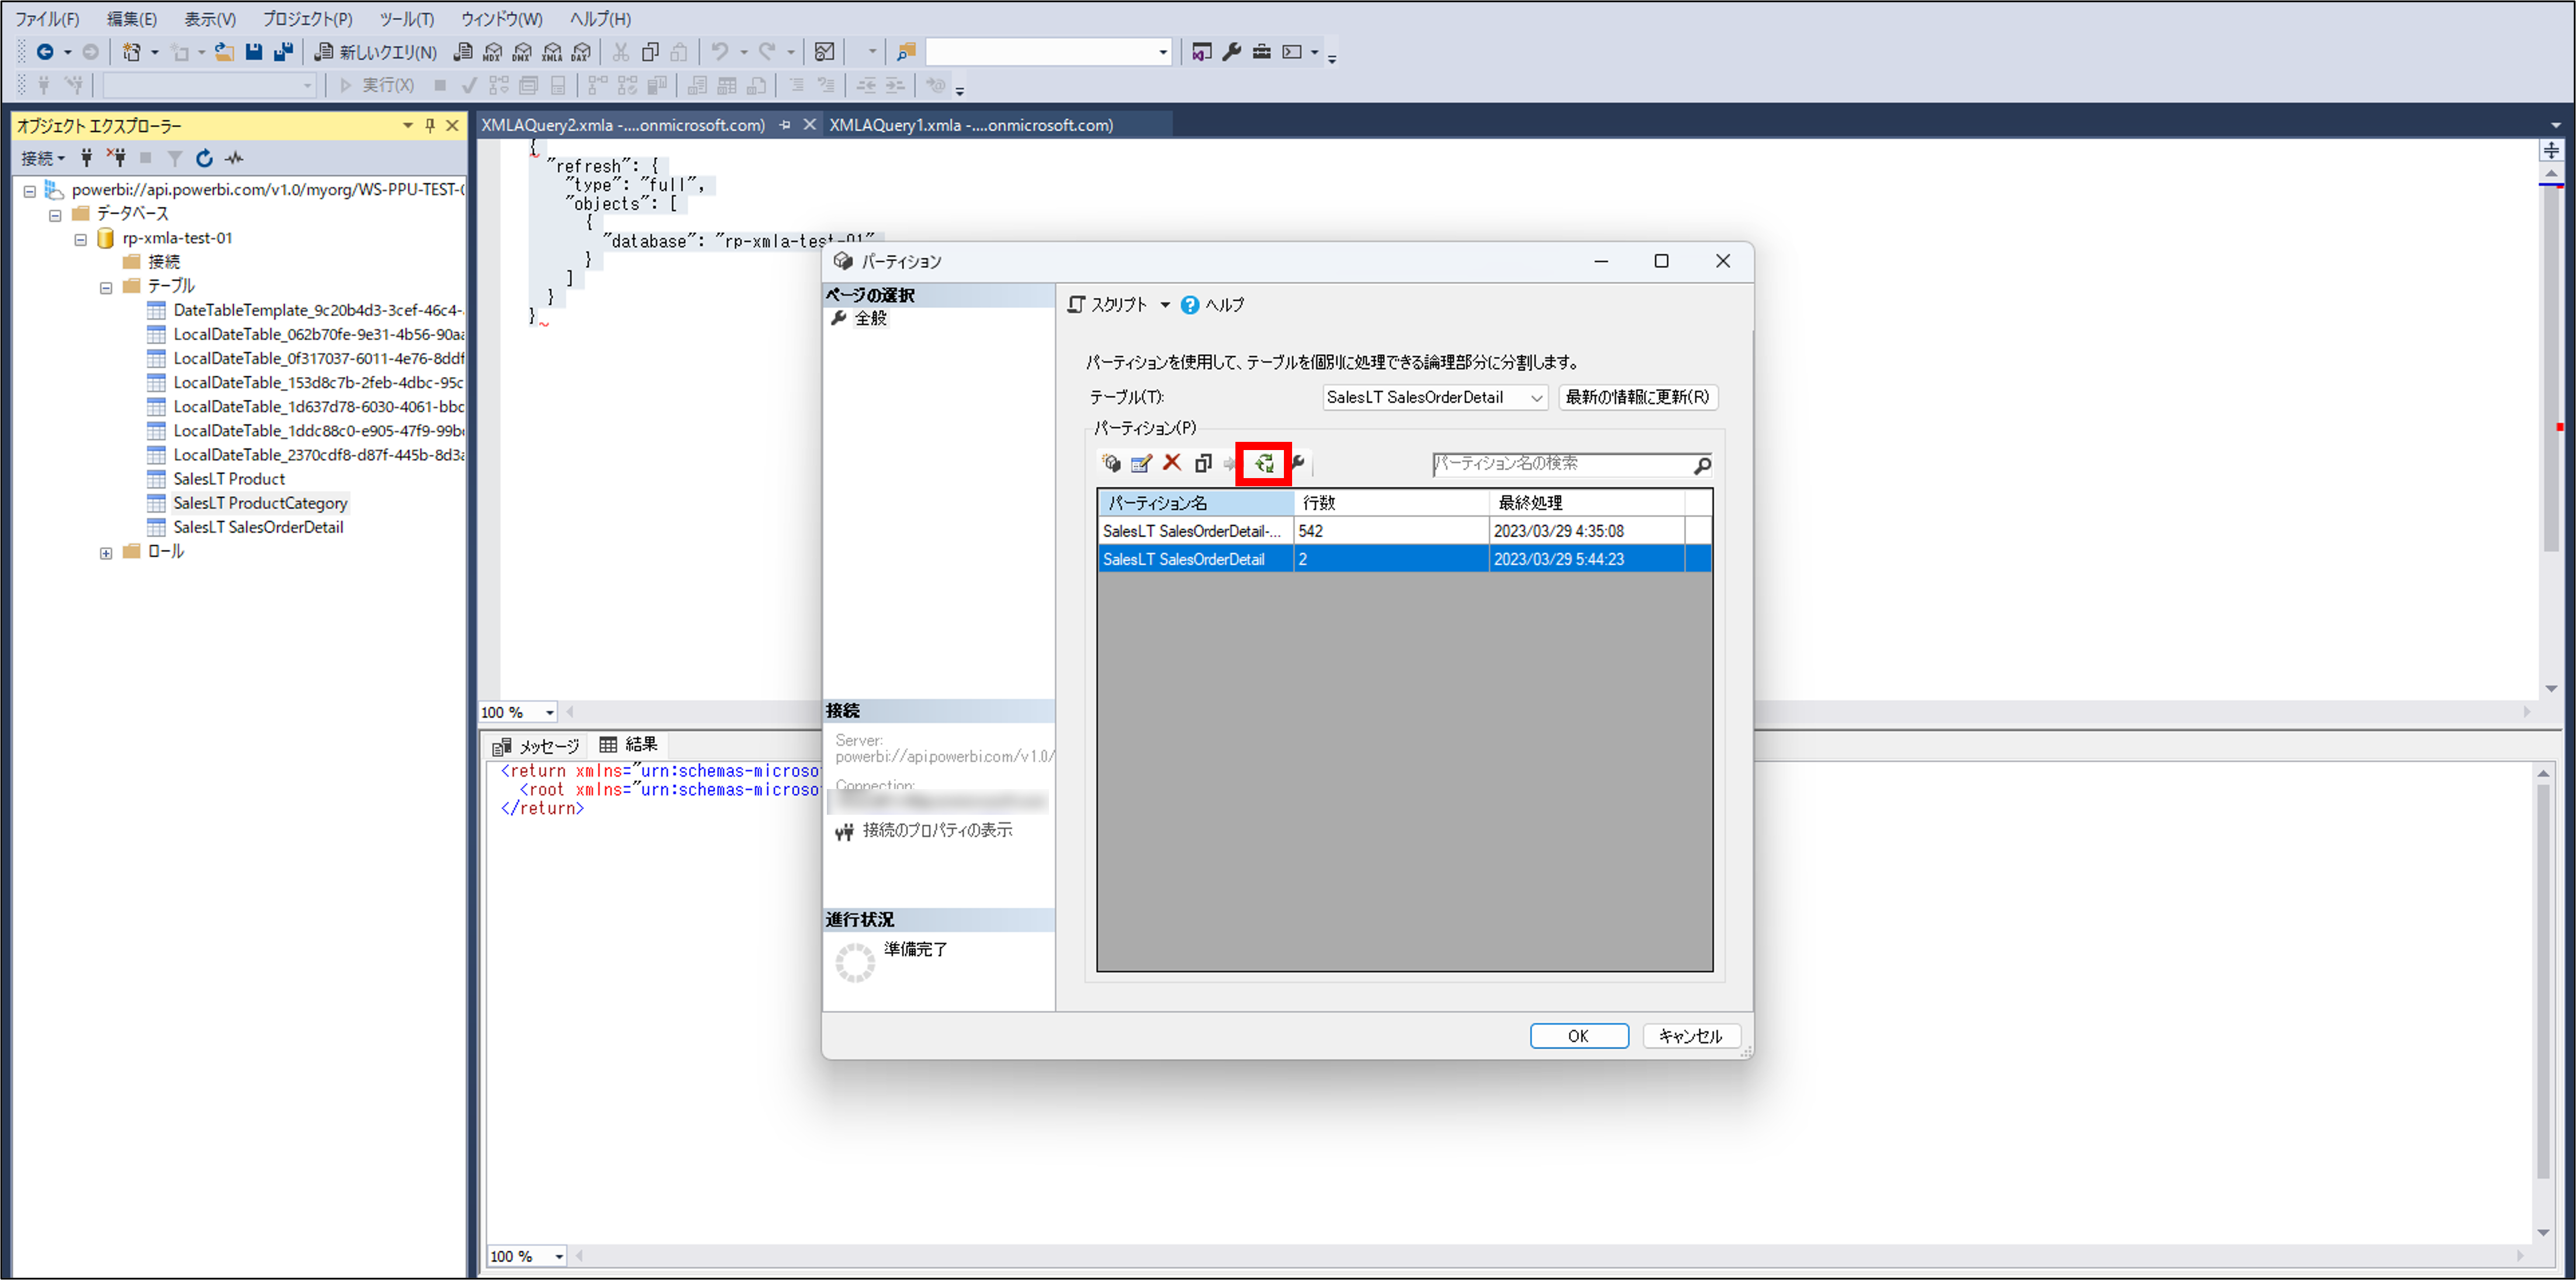 ファイル(F) 編集(E) 表示(V) プロジェクト(P) ツール(T) ウィンドウ(W) ヘルプ(H)
新しいクエリ(N) MDX DMX XMLA DAX
実行(X)
オブジェクト エクスプローラー
接続
powerbi://api.powerbi.com/v1.0/myorg/WS-PPU-TEST-
データベース
rp-xmla-test-01
接続
テーブル
DateTableTemplate_9c20b4d3-3cef-46c4-
LocalDateTable_062b70fe-9e31-4b56-90a
LocalDateTable_0f317037-6011-4e76-8ddf
LocalDateTable_153d8c7b-2feb-4dbc-95c
LocalDateTable_1d637d78-6030-4061-bbc
LocalDateTable_1ddc88c0-e905-47f9-99b
LocalDateTable_2370cdf8-d87f-445b-8d3
SalesLT Product
SalesLT ProductCategory
SalesLT SalesOrderDetail
ロール
XMLAQuery2.xmla -....onmicrosoft.com) XMLAQuery1.xmla -....onmicrosoft.com)
{
"refresh": {
"type": "full",
"objects": [
{
"database": "rp-xmla-test-01"
}
]
}
}
100 %
メッセージ 結果
<return xmlns="urn:schemas-microso
<root xmlns="urn:schemas-microso
</return>
100 %
パーティション
ページの選択
全般
接続
Server:
powerbi://api.powerbi.com/v1.0/
Connection:
接続のプロパティの表示
進行状況
準備完了
スクリプト ヘルプ
パーティションを使用して、テーブルを個別に処理できる論理部分に分割します。
テーブル(T): SalesLT SalesOrderDetail 最新の情報に更新(R)
パーティション(P)
パーティション名の検索
パーティション名 行数 最終処理
SalesLT SalesOrderDetail-... 542 2023/03/29 4:35:08
SalesLT SalesOrderDetail 2 2023/03/29 5:44:23
OK キャンセル